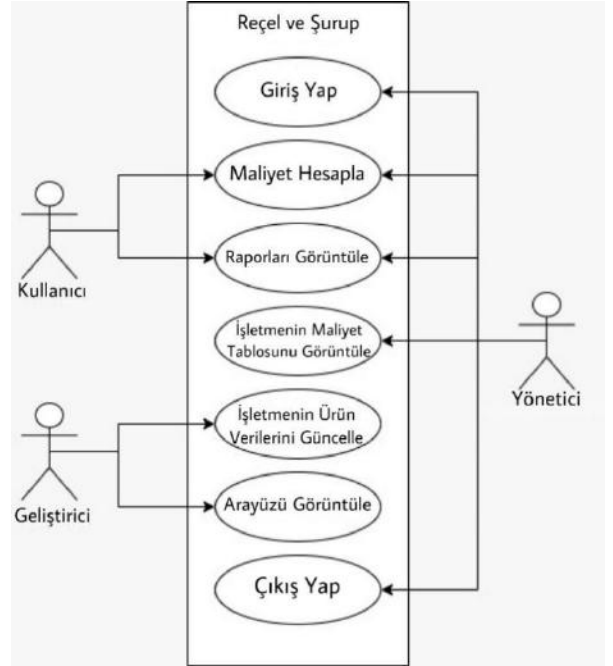 Reçel ve Şurup
Giriş Yap
Maliyet Hesapla
Raporları Görüntüle
Kullanıcı
İşletmenin Maliyet
Tablosunu Görüntüle
Yönetici
İşletmenin Ürün
Verilerini Güncelle
Geliştirici
Arayüzü Görüntüle
Çıkış Yap